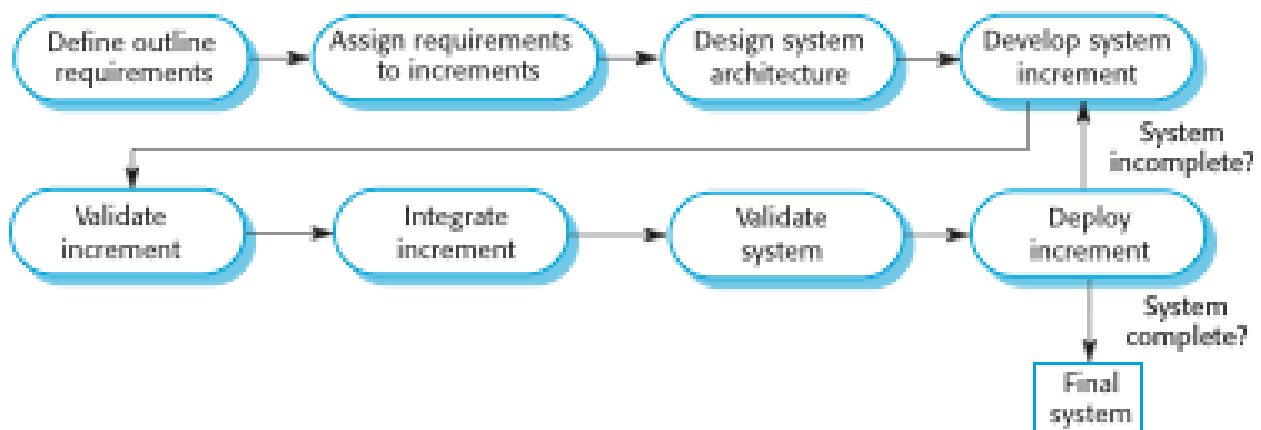 Define outline
requirements
Assign requirements
to increments
Design system
architecture
Develop system
increment
System
incomplete?
Validate
increment
Integrate
increment
Validate
system
Deploy
increment
System
complete?
Final
system